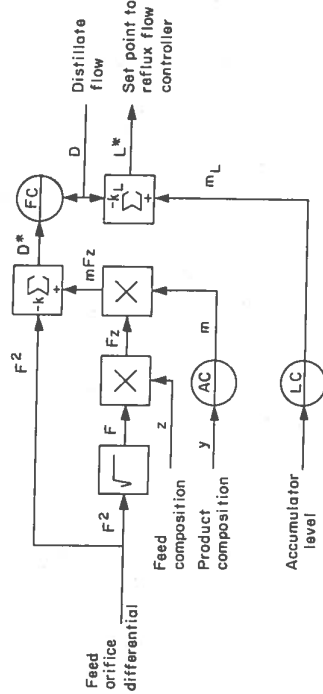 Feed
orifice
differential
F²
F²
√
F
Feed
composition
z
×
Fz
Product
composition
y
AC
m
×
mFz
-k Σ +
D*
FC
D
Distillate
flow
-kL
Σ
+
L*
Set point to
reflux flow
controller
Accumulator
level
LC
mL